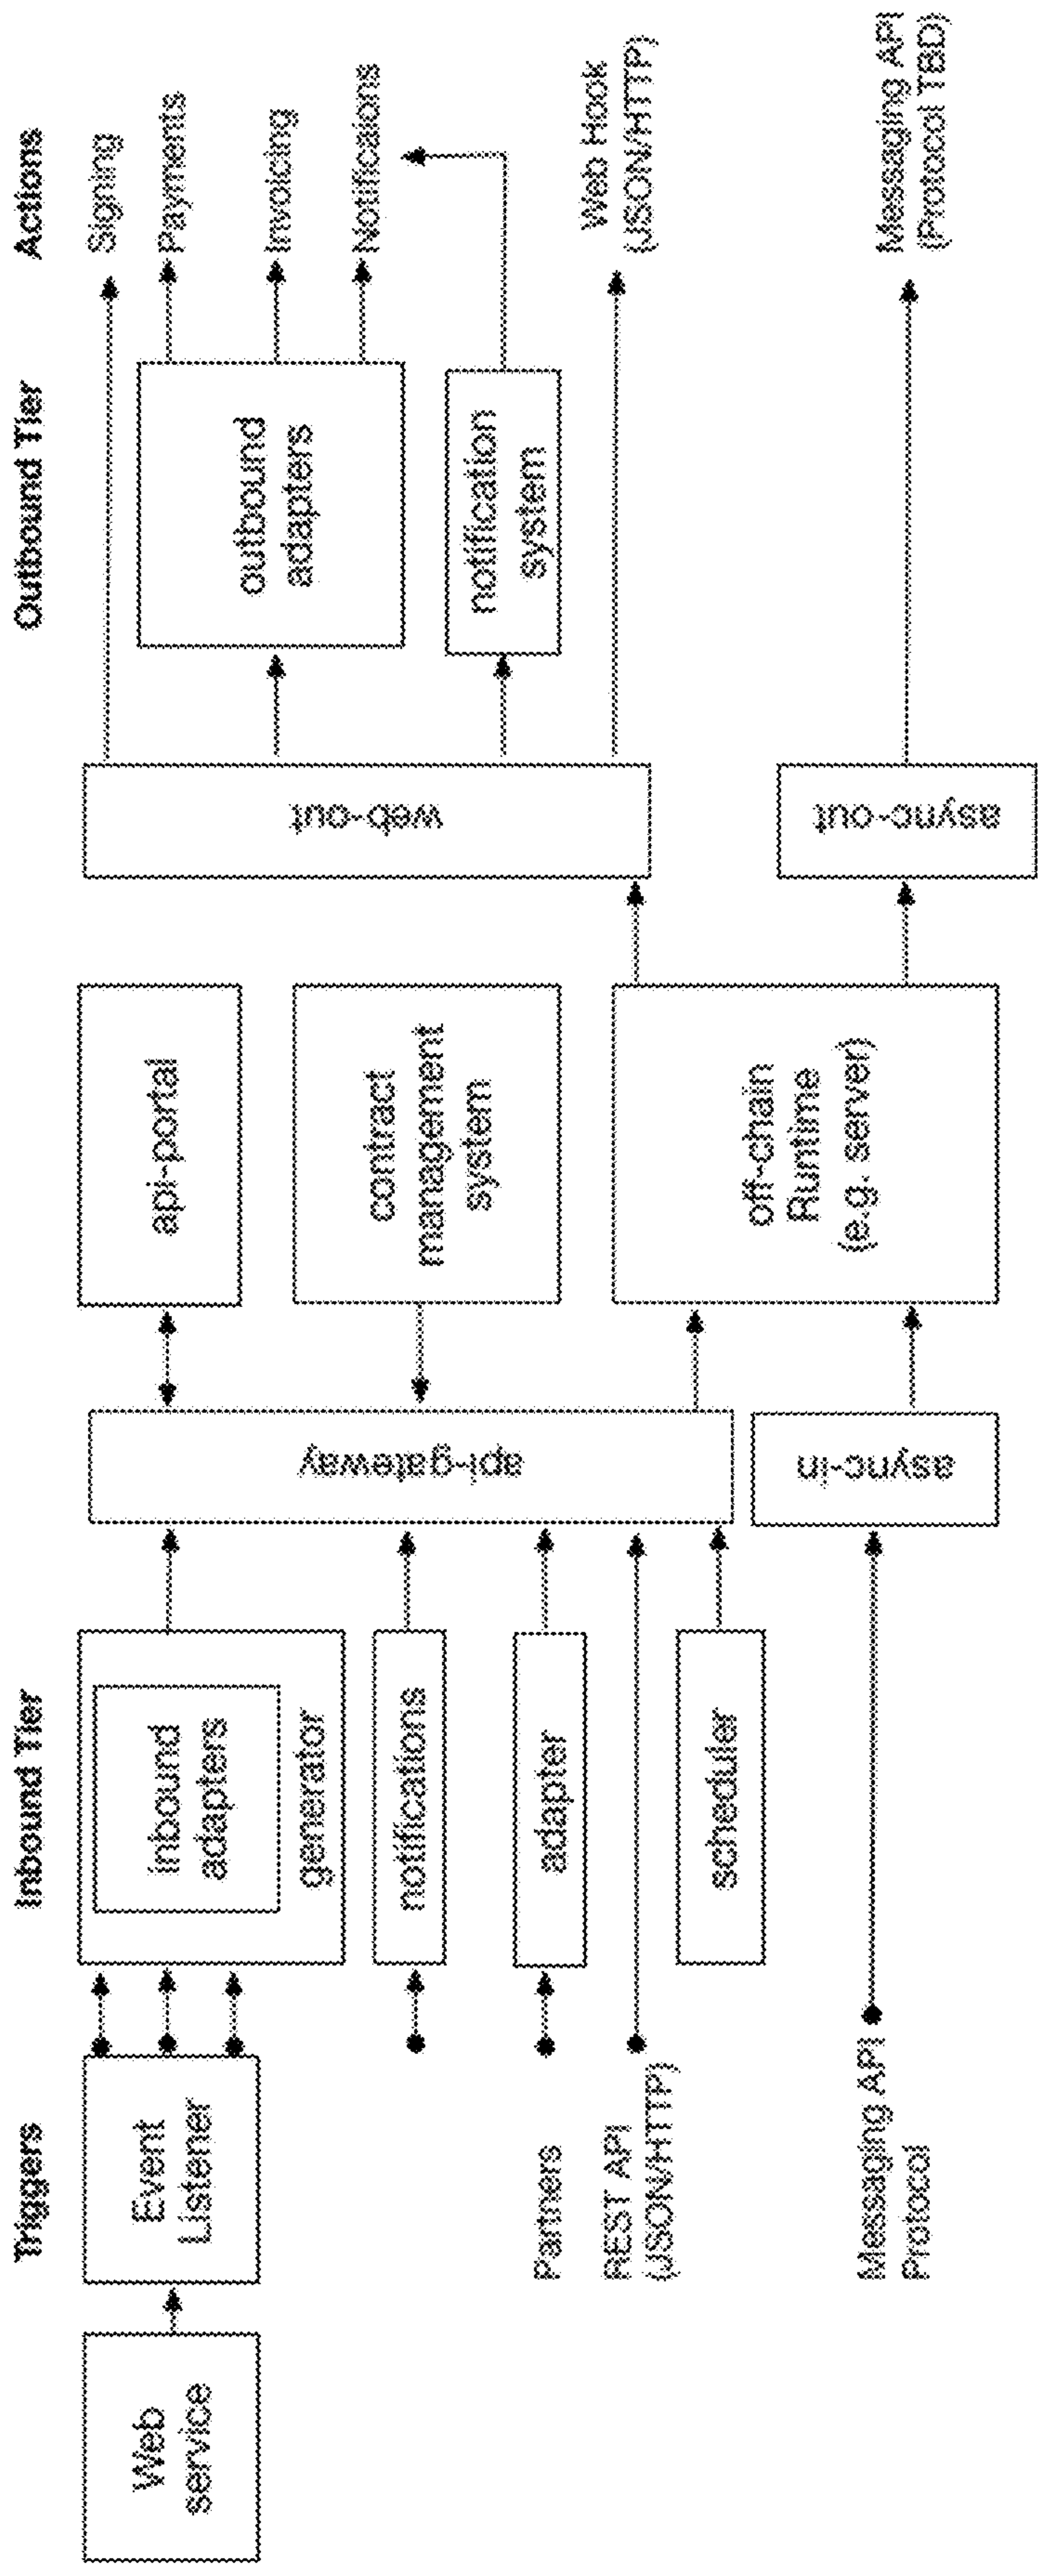 Triggers
Inbound Tier
Outbound Tier
Actions
Web
service
Event
Listener
inbound
adapters
generator
notifications
Partners
adapter
REST API
(JSON/HTTP)
scheduler
Messaging API
Protocol
api-gateway
async-in
api-portal
contract
management
system
off-chain
Runtime
(e.g. server)
web-out
async-out
outbound
adapters
notification
system
Signing
Payments
Invoicing
Notificaions
Web Hook
(JSON/HTTP)
Messaging API
(Protocol TBD)